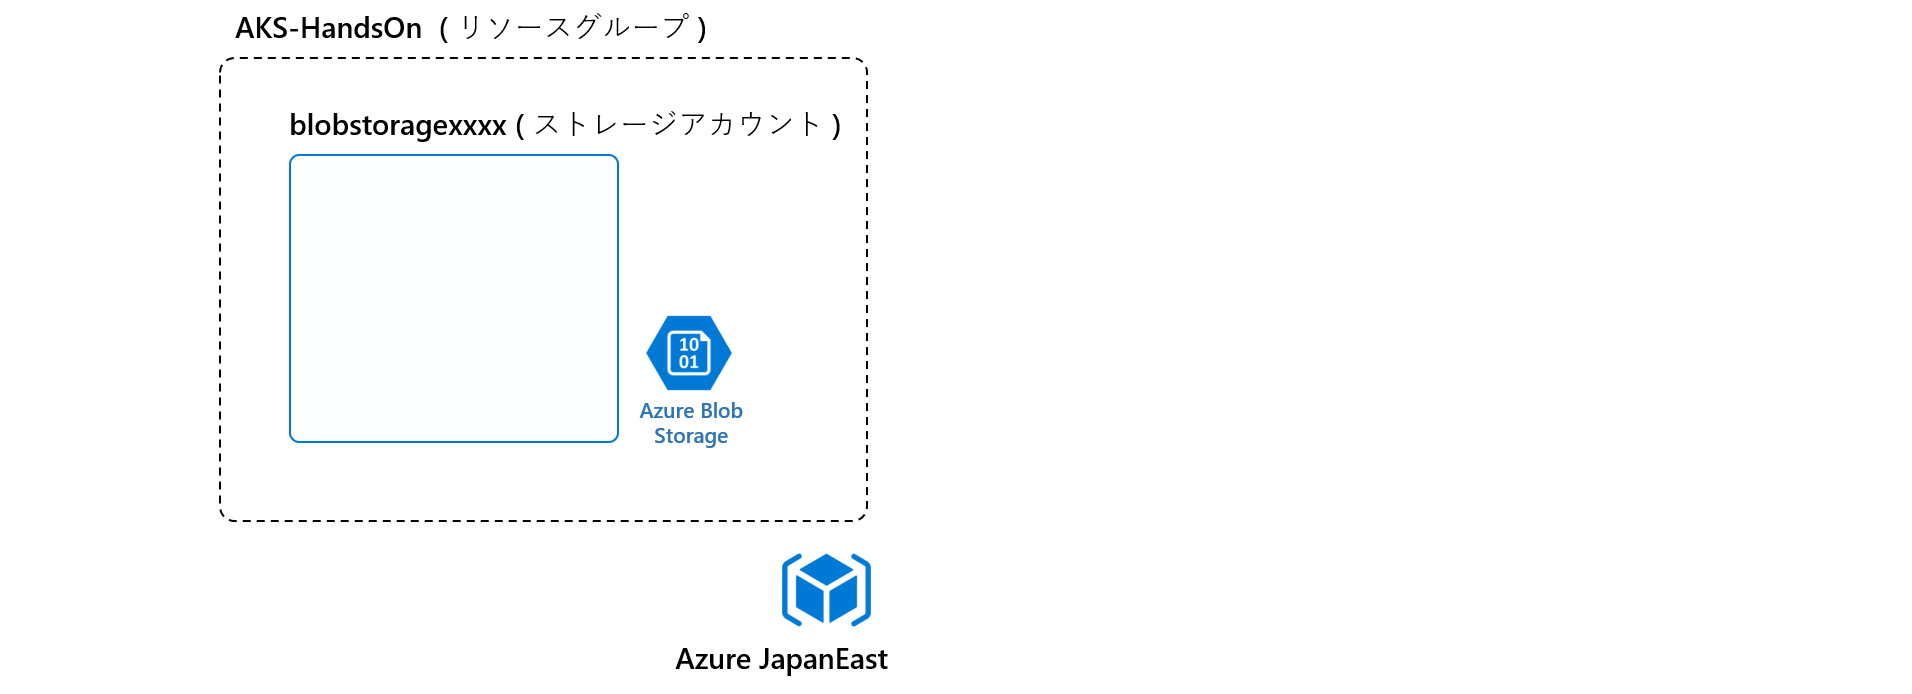 AKS-HandsOn ( リソースグループ )
blobstoragexxxx ( ストレージアカウント )
10
01
Azure Blob
Storage
Azure JapanEast